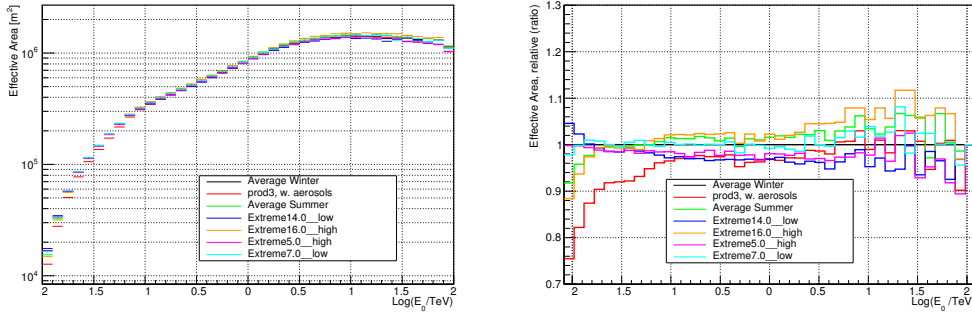 Effective Area [m²]
10⁶
10⁵
10⁴
Average Winter
prod3, w. aerosols
Average Summer
Extreme14.0__low
Extreme16.0__high
Extreme5.0__high
Extreme7.0__low
2 1.5 1 0.5 0 0.5 1 1.5 2
Log(E₀/TeV)
Effective Area, relative (ratio)
1.3
1.2
1.1
1
0.9
0.8
0.7
Average Winter
prod3, w. aerosols
Average Summer
Extreme14.0__low
Extreme16.0__high
Extreme5.0__high
Extreme7.0__low
2 1.5 1 0.5 0 0.5 1 1.5 2
Log(E₀/TeV)